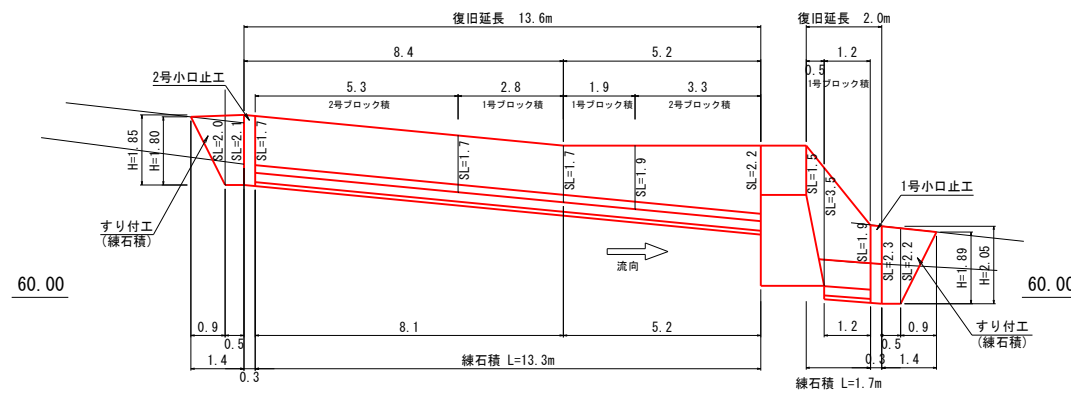 復旧延長 13.6m
復旧延長 2.0m
8.4
5.2
0.5
1.2
1号ブロック積
2号小口止工
5.3
2号ブロック積
2.8
1号ブロック積
1.9
1号ブロック積
3.3
2号ブロック積
H=1.85
H=1.80
SL=2.0
SL=2.1
SL=1.7
SL=1.7
SL=1.7
SL=1.9
SL=2.2
SL=1.5
SL=3.5
SL=1.9
SL=2.3
SL=2.2
H=1.89
H=2.05
1号小口止工
すり付工
(練石積)
流向
60.00
60.00
すり付工
(練石積)
0.9
0.5
1.4
0.3
8.1
5.2
練石積 L=13.3m
1.2
0.3
0.5
0.9
1.4
練石積 L=1.7m